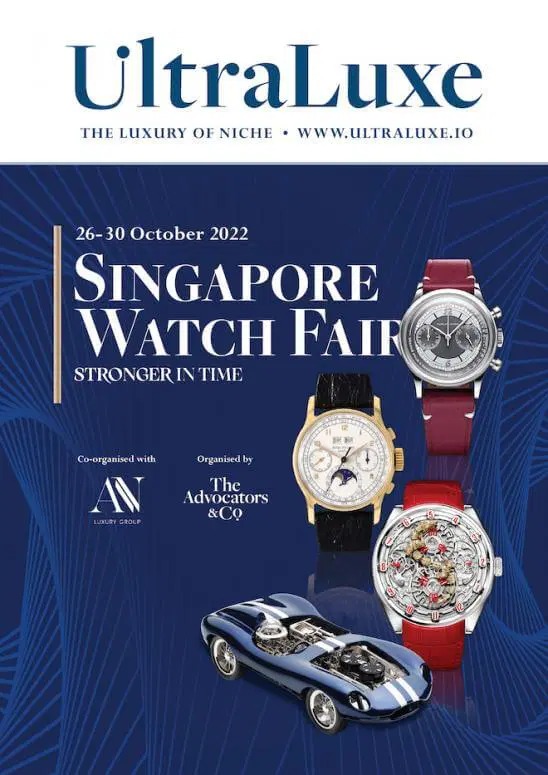 UltraLuxe
THE LUXURY OF NICHE • WWW.ULTRALUXE.IO
26-30 October 2022
SINGAPORE
WATCH FAIR
STRONGER IN TIME
Co-organised with
Organised by
AN
LUXURY GROUP
The
Advocators
&Co